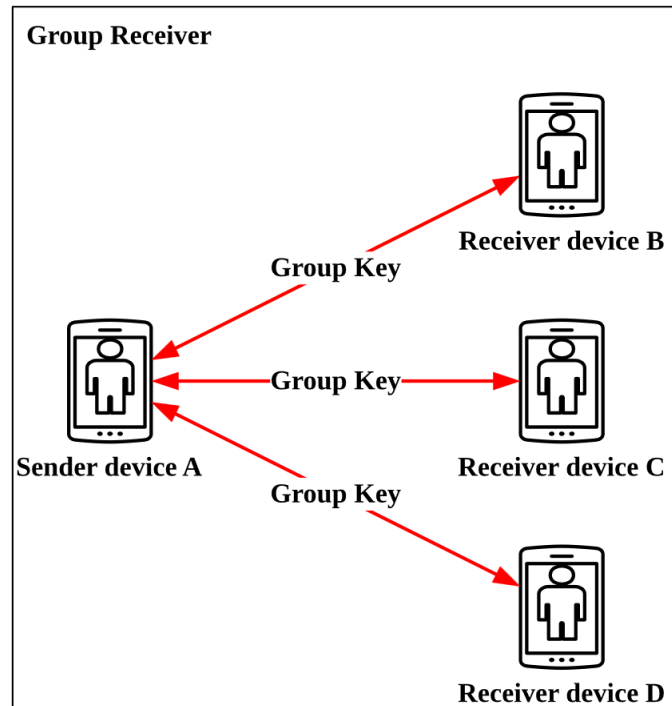 Group Receiver
Receiver device B
Group Key
Group Key
Sender device A
Receiver device C
Group Key
Receiver device D